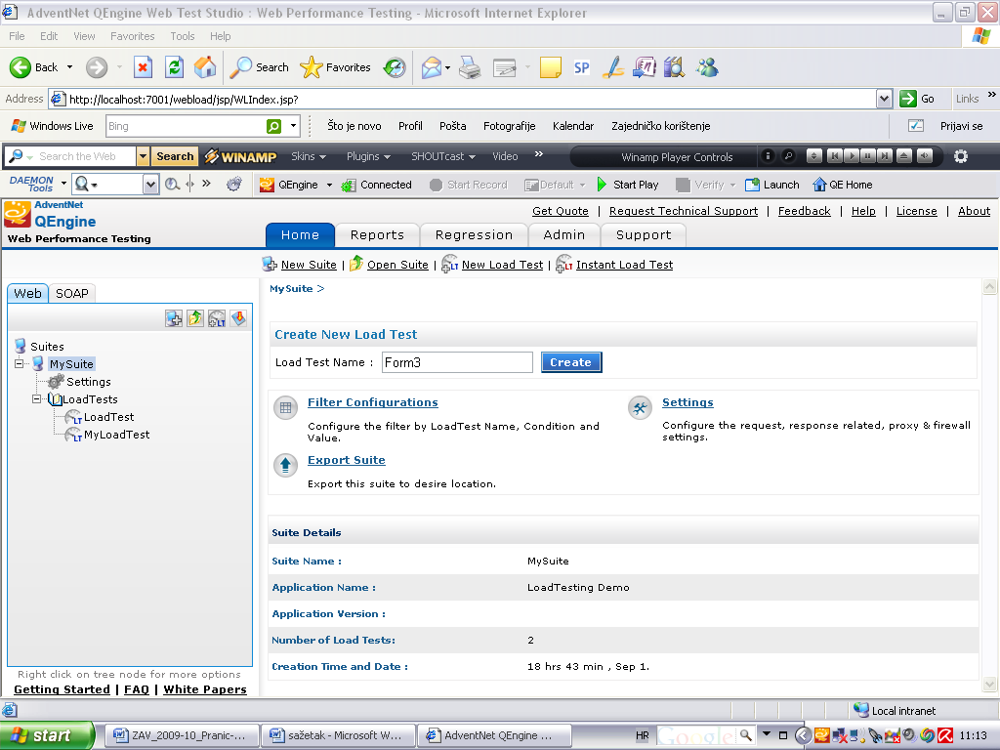 AdventNet QEngine Web Test Studio : Web Performance Testing - Microsoft Internet Explorer
File Edit View Favorites Tools Help
Back Search Favorites SP
Address http://localhost:7001/webload/jsp/WLIndex.jsp? Go Links »
Windows Live Bing Što je novo Profil Pošta Fotografije Kalendar Zajedničko korištenje Prijavi se
Search the Web Search WINAMP Skins Plugins SHOUTcast Video » Winamp Player Controls
DAEMON Tools » QEngine Connected Start Record Default Start Play Verify Launch QE Home
AdventNet
QEngine
Web Performance Testing
Get Quote | Request Technical Support | Feedback | Help | License | About
Home Reports Regression Admin Support
New Suite | Open Suite | New Load Test | Instant Load Test
Web SOAP
Suites
MySuite
Settings
LoadTests
LoadTest
MyLoadTest
Right click on tree node for more options
Getting Started | FAQ | White Papers
MySuite >
Create New Load Test
Load Test Name : Form3 Create
Filter Configurations
Configure the filter by LoadTest Name, Condition and
Value.
Settings
Configure the request, response related, proxy & firewall
settings.
Export Suite
Export this suite to desire location.
Suite Details
Suite Name : MySuite
Application Name : LoadTesting Demo
Application Version :
Number of Load Tests: 2
Creation Time and Date : 18 hrs 43 min , Sep 1.
Local intranet
start ZAV_2009-10_Pranic-... sažetak - Microsoft W... AdventNet QEngine ... HR Google 11:13